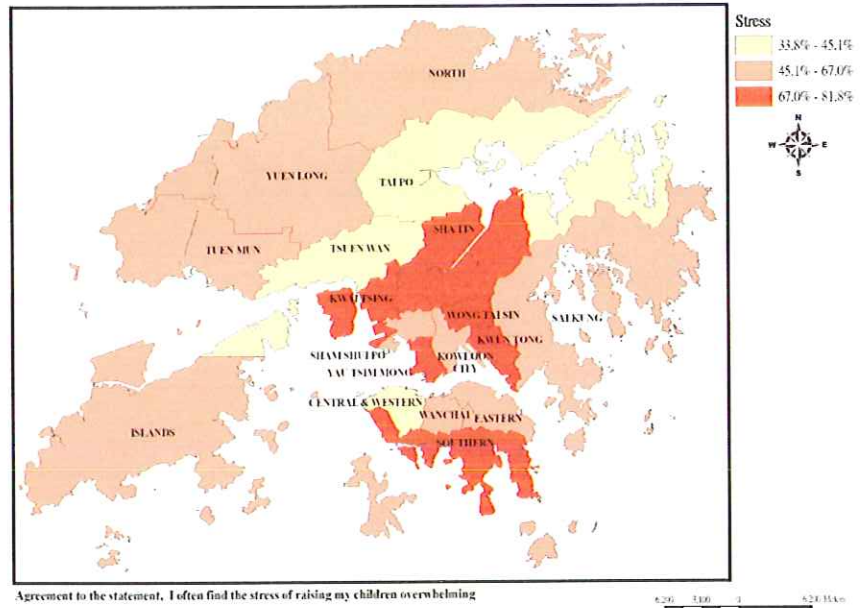 Stress
33.8% - 45.1%
45.1% - 67.0%
67.0% - 81.8%
N
W E
S
NORTH
YUEN LONG
TAI PO
TUEN MUN
TSUEN WAN
SHA TIN
KWAI TSING
WONG TAI SIN
SAI KUNG
KWUN TONG
SHAM SHUI PO
KOWLOON
CITY
YAU TSIM MONG
CENTRAL & WESTERN
WANCHAI
EASTERN
ISLANDS
SOUTHERN
Agreement to the statement, I often find the stress of raising my children overwhelming